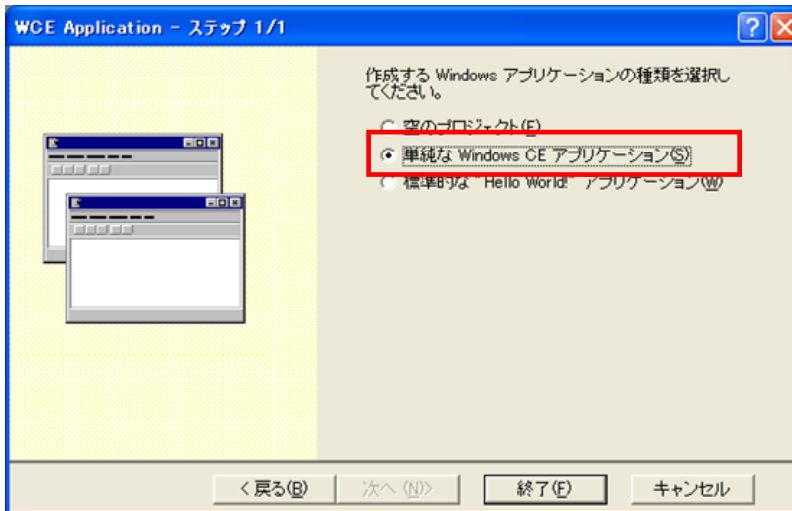 WCE Application - ステップ 1/1
作成する Windows アプリケーションの種類を選択し
てください。
空のプロジェクト(E)
単純な Windows CE アプリケーション(S)
標準的な "Hello World!" アプリケーション(W)
< 戻る(B)
次へ (N)>
終了(F)
キャンセル